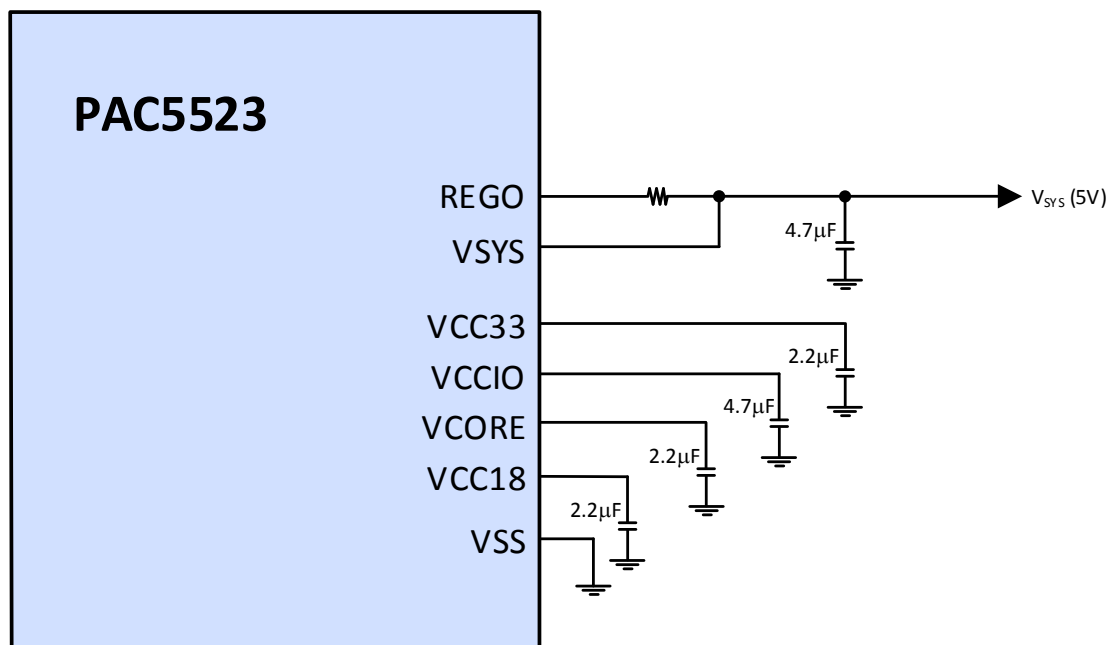 PAC5523
REGO
VSYS (5V)
VSYS
4.7µF
VCC33
2.2µF
VCCIO
4.7µF
VCORE
2.2µF
VCC18
2.2µF
VSS